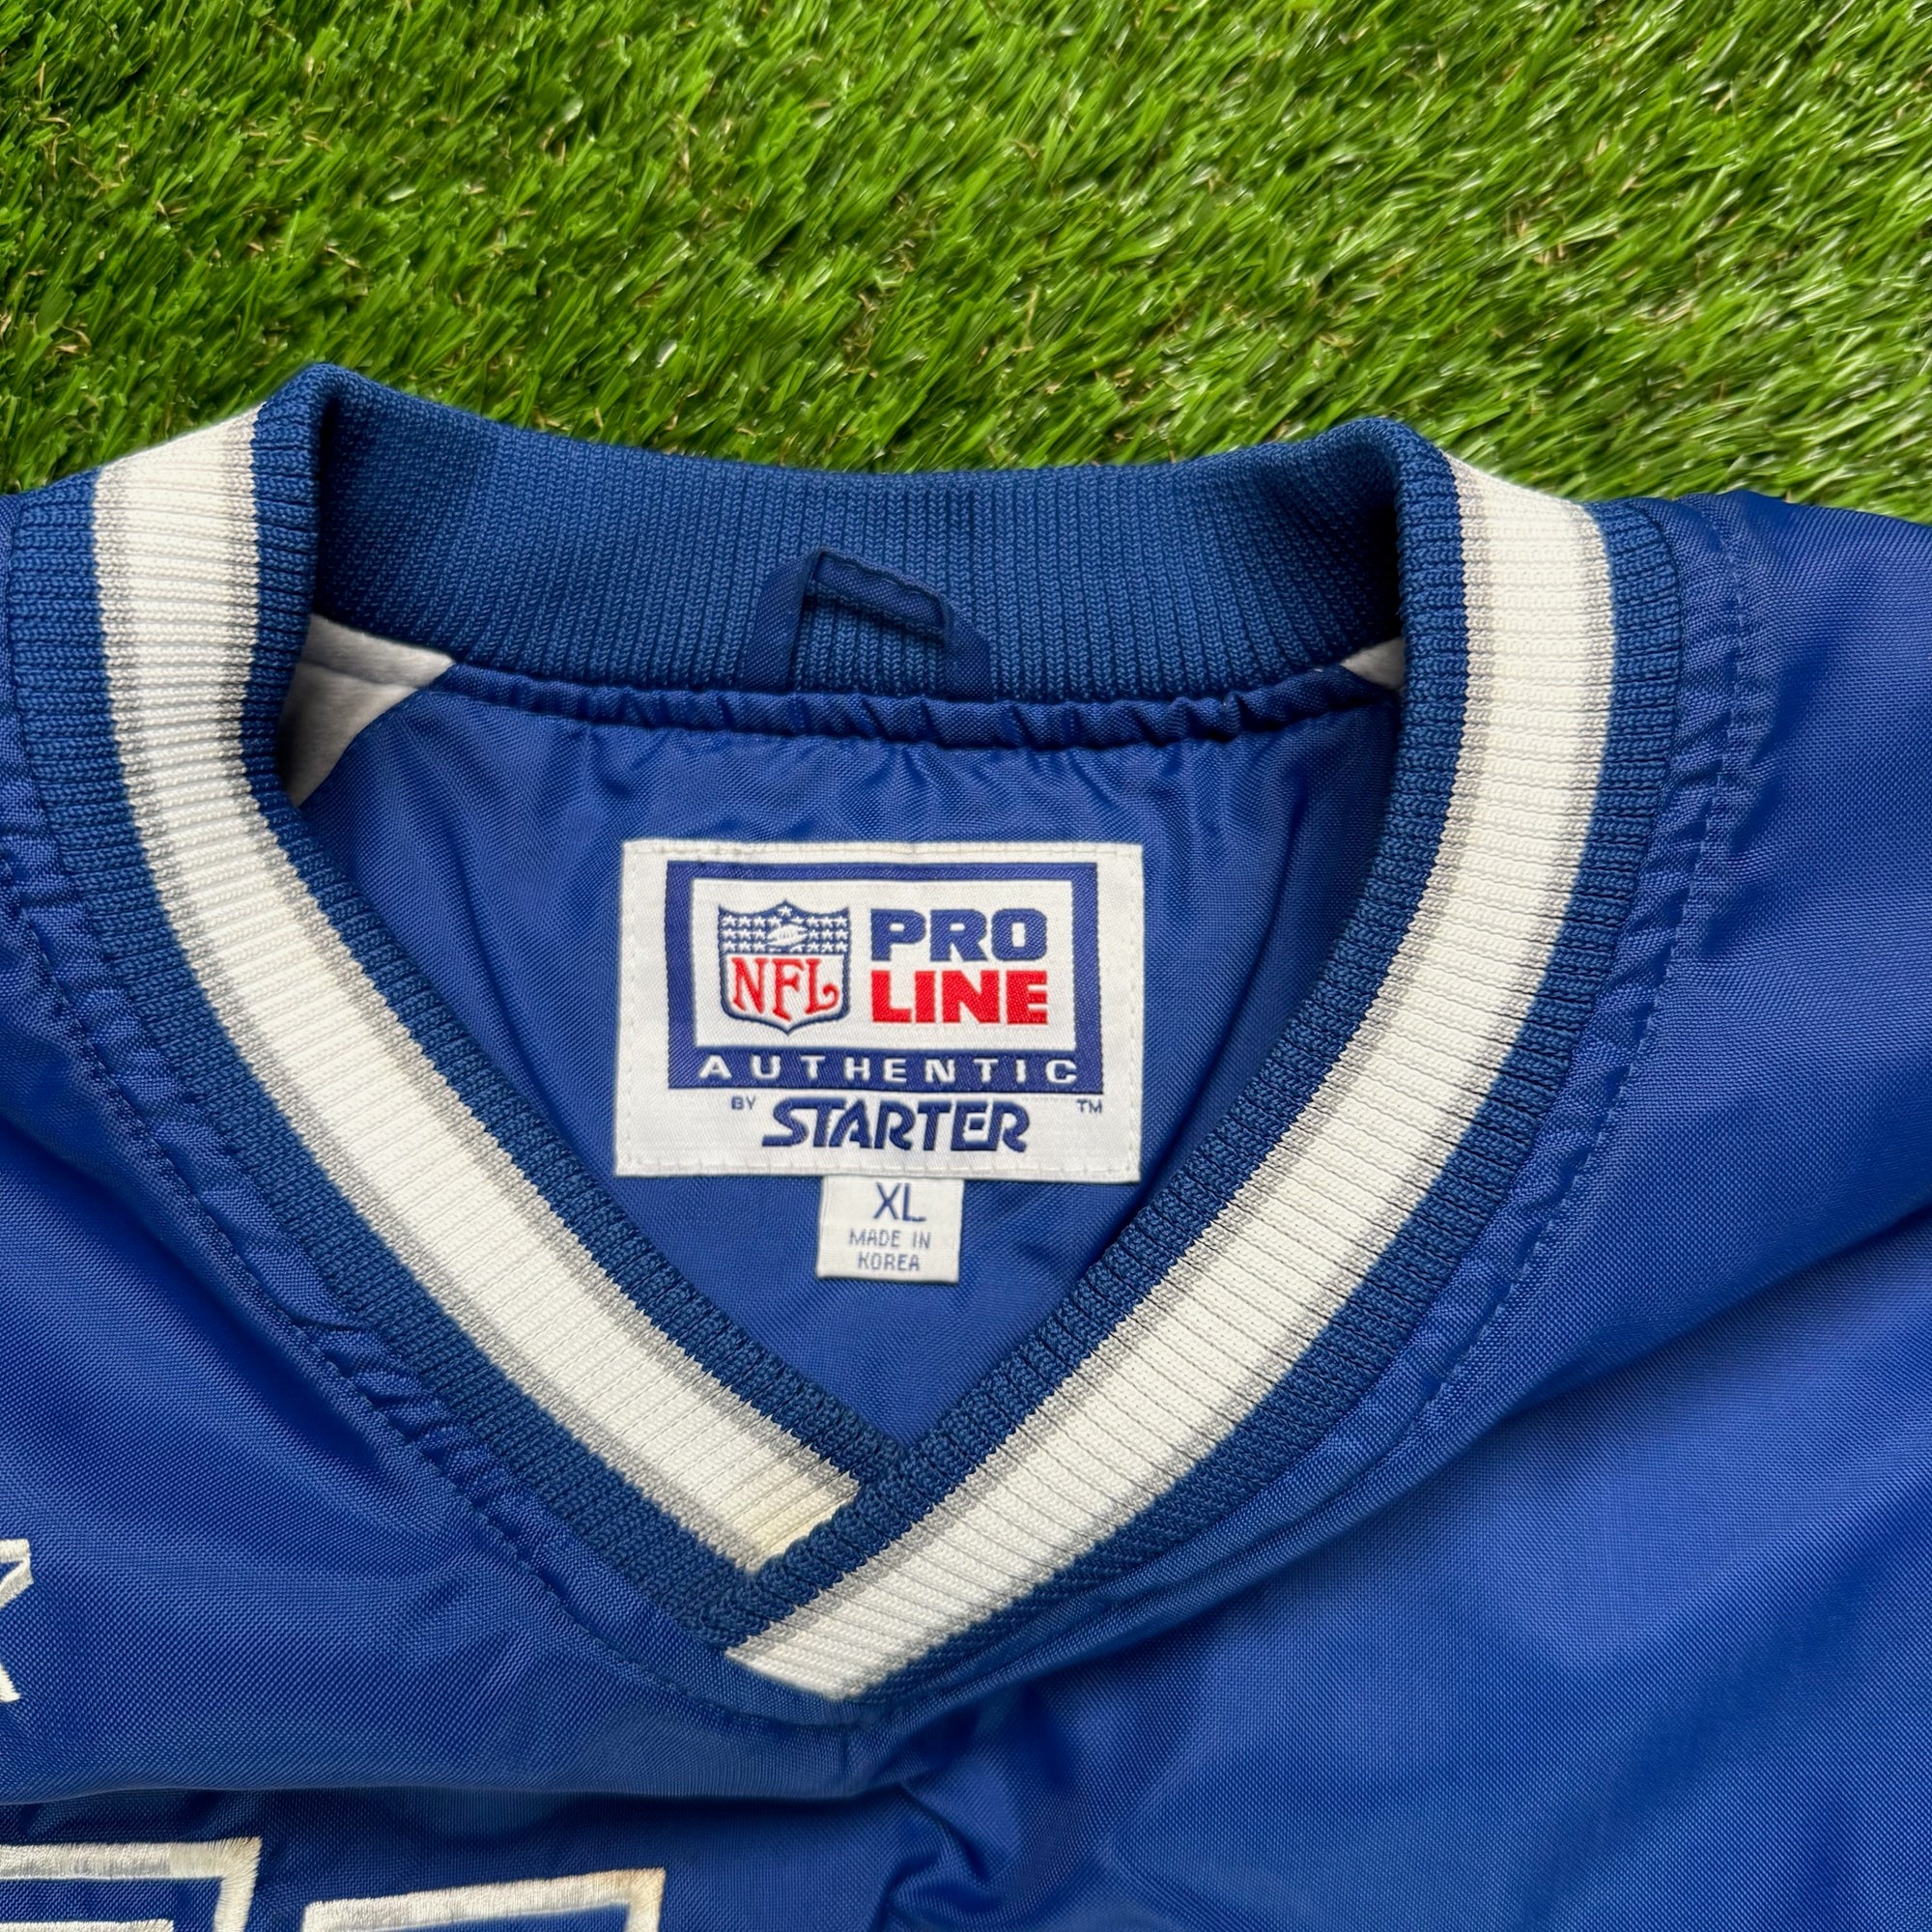 NFL PRO
LINE
AUTHENTIC
BY STARTER ™
XL
MADE IN
KOREA